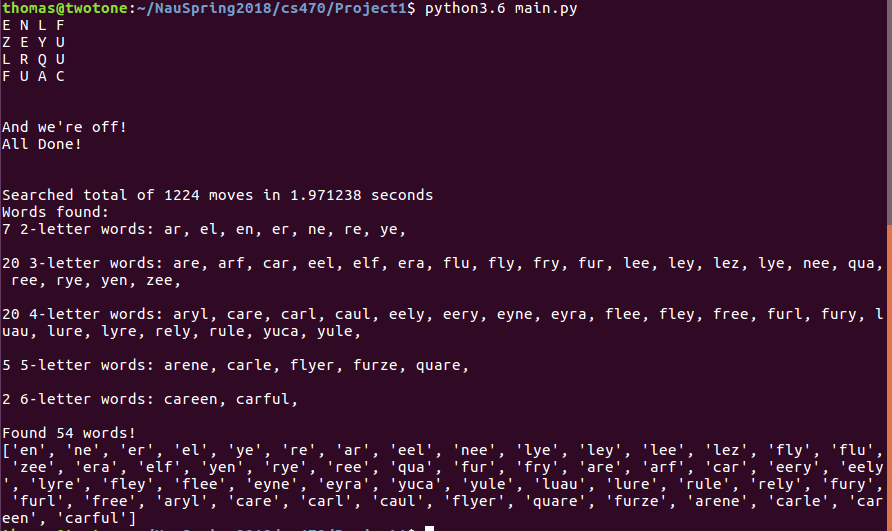 thomas@twotone:~/NauSpring2018/cs470/Project1$ python3.6 main.py
E N L F
Z E Y U
L R Q U
F U A C
And we're off!
All Done!
Searched total of 1224 moves in 1.971238 seconds
Words found:
7 2-letter words: ar, el, en, er, ne, re, ye,
20 3-letter words: are, arf, car, eel, elf, era, flu, fly, fry, fur, lee, ley, lez, lye, nee, qua,
 ree, rye, yen, zee,
20 4-letter words: aryl, care, carl, caul, eely, eery, eyne, eyra, flee, fley, free, furl, fury, l
uau, lure, lyre, rely, rule, yuca, yule,
5 5-letter words: arene, carle, flyer, furze, quare,
2 6-letter words: careen, carful,
Found 54 words!
['en', 'ne', 'er', 'el', 'ye', 're', 'ar', 'eel', 'nee', 'lye', 'ley', 'lee', 'lez', 'fly', 'flu',
 'zee', 'era', 'elf', 'yen', 'rye', 'ree', 'qua', 'fur', 'fry', 'are', 'arf', 'car', 'eery', 'eely
', 'lyre', 'fley', 'flee', 'eyne', 'eyra', 'yuca', 'yule', 'luau', 'lure', 'rule', 'rely', 'fury',
 'furl', 'free', 'aryl', 'care', 'carl', 'caul', 'flyer', 'quare', 'furze', 'arene', 'carle', 'car
een', 'carful']
thomas@twotone:~/NauSpring2018/cs470/Project1$